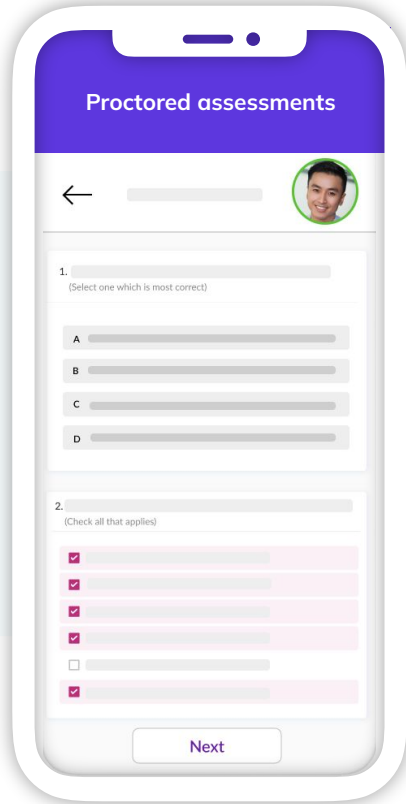 Proctored assessments
1.
(Select one which is most correct)
A
B
C
D
2.
(Check all that applies)
Next